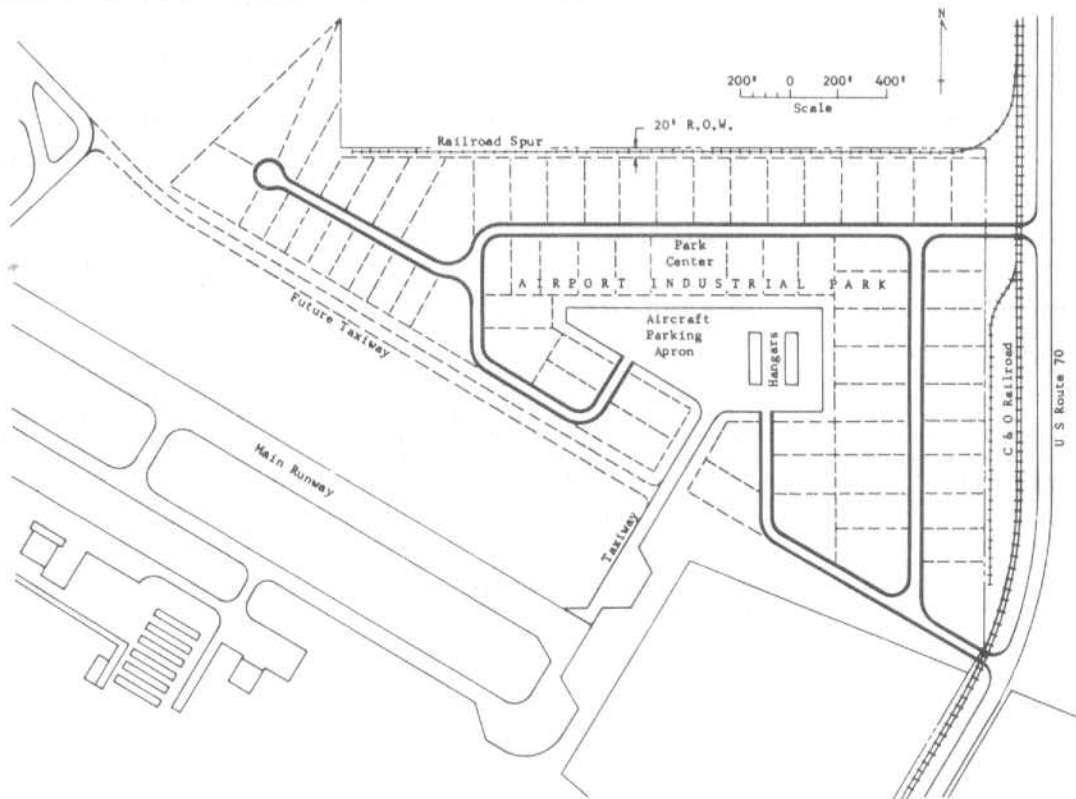 N
200' 0 200' 400'
Scale
20' R.O.W.
Railroad Spur
Park
Center
AIRPORT INDUSTRIAL PARK
Aircraft
Parking
Apron
Hangars
Future Taxiway
C & O Railroad
U S Route 70
Main Runway
Taxiway